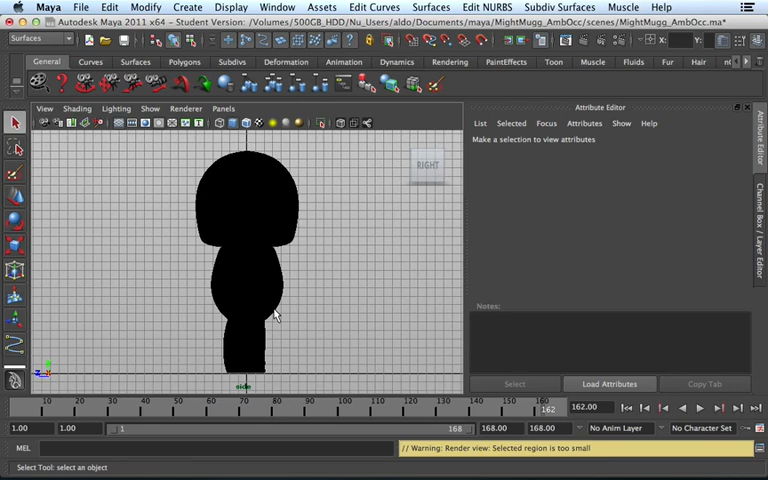 Maya File Edit Modify Create Display Window Assets Edit Curves Surfaces Edit NURBS Subdiv Surfaces Muscle Help
Autodesk Maya 2011 x64 - Student Version: /Volumes/500GB_HDD/Nu_Users/aldo/Documents/maya/MightMugg_AmbOcc/scenes/MightMugg_AmbOcc.ma*
Surfaces X: Y:
General Curves Surfaces Polygons Subdivs Deformation Animation Dynamics Rendering PaintEffects Toon Muscle Fluids Fur Hair
View Shading Lighting Show Renderer Panels
Attribute Editor
List Selected Focus Attributes Show Help
Make a selection to view attributes
RIGHT
Attribute Editor
Channel Box / Layer Editor
Notes:
side
Select Load Attributes Copy Tab
10 20 30 40 50 60 70 80 90 100 110 120 130 140 150 160 162 162.00
1.00 1.00 1 168 168.00 168.00 No Anim Layer No Character Set
MEL // Warning: Render view: Selected region is too small
Select Tool: select an object